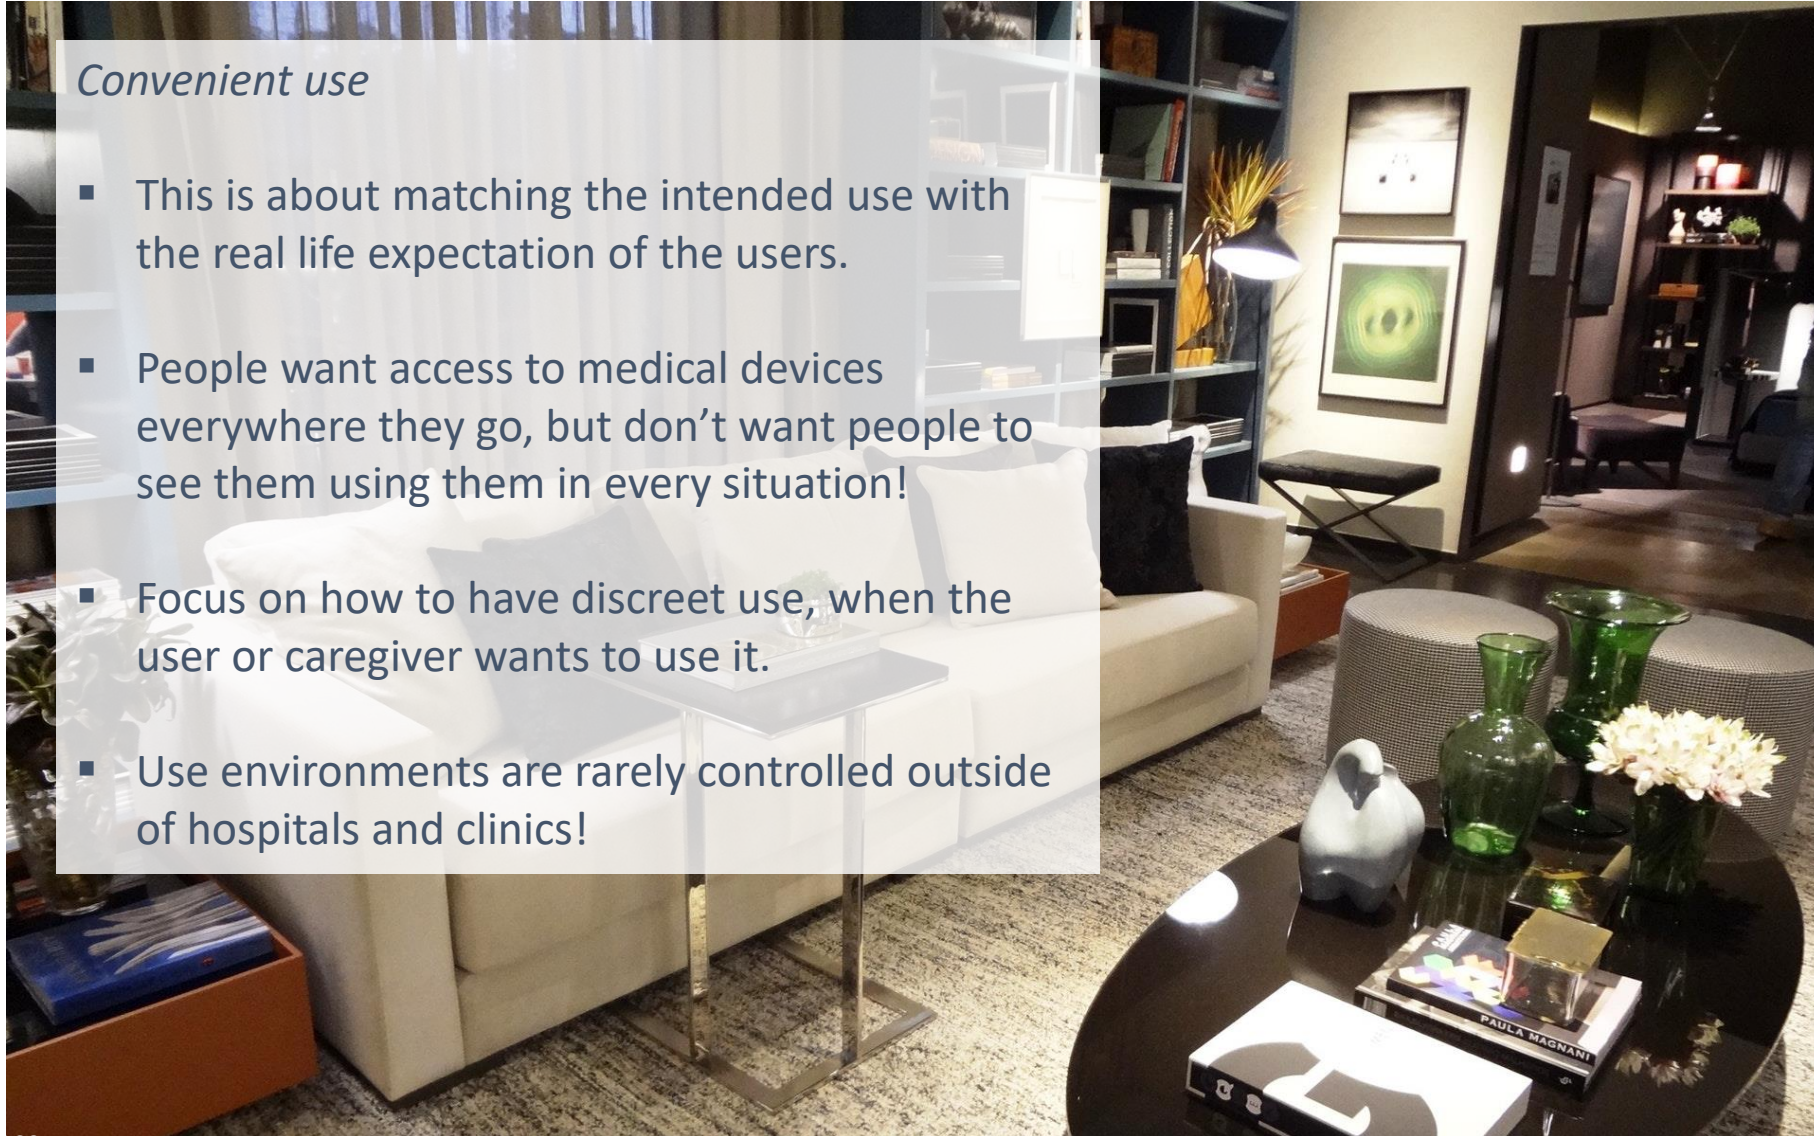 Convenient use
▪ This is about matching the intended use with
the real life expectation of the users.
▪ People want access to medical devices
everywhere they go, but don’t want people to
see them using them in every situation!
▪ Focus on how to have discreet use, when the
user or caregiver wants to use it.
▪ Use environments are rarely controlled outside
of hospitals and clinics!
PAULA MAGNANI